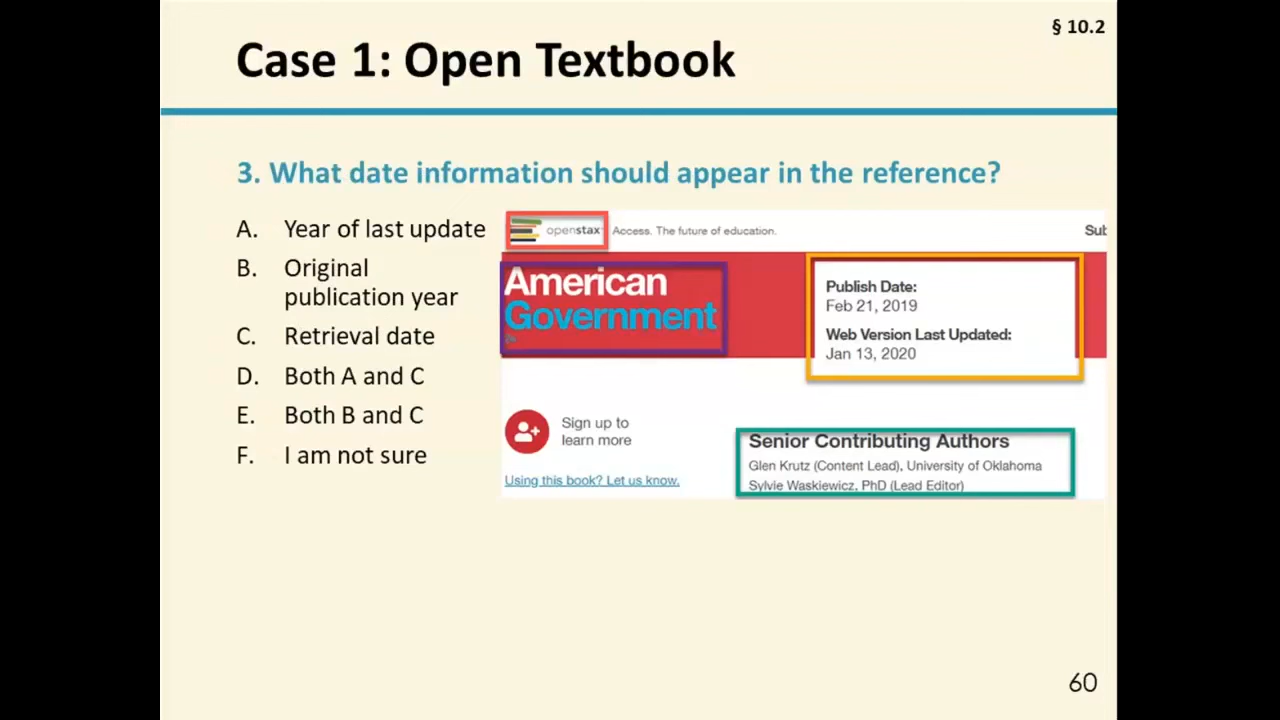 § 10.2
Case 1: Open Textbook
3. What date information should appear in the reference?
A. Year of last update
B. Original
publication year
C. Retrieval date
D. Both A and C
E. Both B and C
F. I am not sure
openstax Access. The future of education. Sub
American
Government
Publish Date:
Feb 21, 2019
Web Version Last Updated:
Jan 13, 2020
Sign up to
learn more
Using this book? Let us know.
Senior Contributing Authors
Glen Krutz (Content Lead), University of Oklahoma
Sylvie Waskiewicz, PhD (Lead Editor)
60